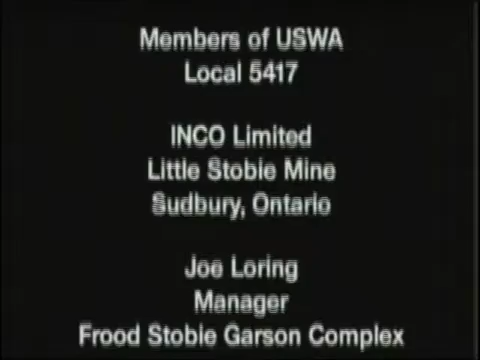 Members of USWA
Local 5417
INCO Limited
Little Stobie Mine
Sudbury, Ontario
Joe Loring
Manager
Frood Stobie Garson Complex